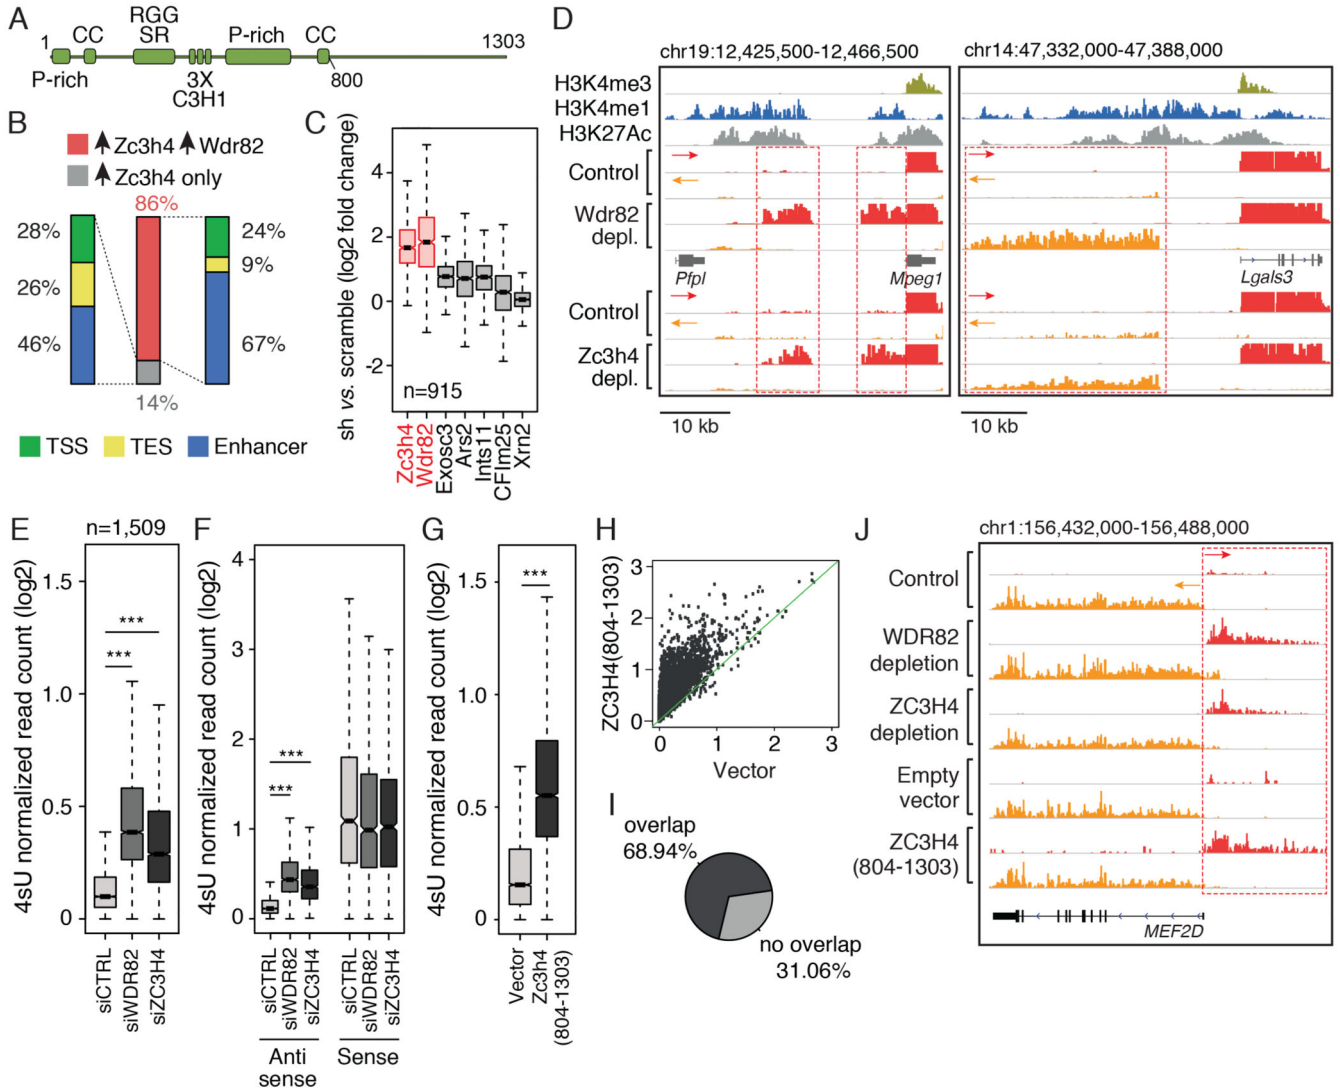 A
1
CC
RGG
SR
P-rich
CC
1303
P-rich
3X
C3H1
800
B
Zc3h4 Wdr82
Zc3h4 only
86%
28%
26%
46%
24%
9%
67%
14%
TSS TES Enhancer
C
sh vs. scramble (log2 fold change)
4
2
0
-2
n=915
Zc3h4
Wdr82
Exosc3
Ars2
Ints11
CFIm25
Xrn2
D
chr19:12,425,500-12,466,500
chr14:47,332,000-47,388,000
H3K4me3
H3K4me1
H3K27Ac
Control
Wdr82
depl.
Pfpl
Mpeg1
Lgals3
Control
Zc3h4
depl.
10 kb
10 kb
E
n=1,509
4sU normalized read count (log2)
1.5
1.0
0.5
0
***
***
siCTRL
siWDR82
siZC3H4
F
4sU normalized read count (log2)
4
3
2
1
0
***
***
siCTRL
siWDR82
siZC3H4
siCTRL
siWDR82
siZC3H4
Anti
sense
Sense
G
4sU normalized read count (log2)
1.5
1.0
0.5
0
***
Vector
Zc3h4
(804-1303)
H
ZC3H4(804-1303)
3
2
1
0
0 1 2 3
Vector
I
overlap
68.94%
no overlap
31.06%
J
chr1:156,432,000-156,488,000
Control
WDR82
depletion
ZC3H4
depletion
Empty
vector
ZC3H4
(804-1303)
MEF2D